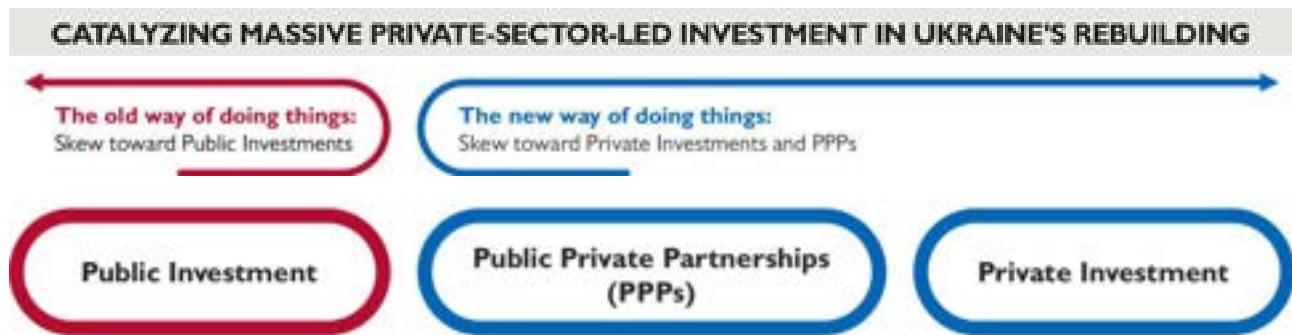 CATALYZING MASSIVE PRIVATE-SECTOR-LED INVESTMENT IN UKRAINE'S REBUILDING
The old way of doing things:
Skew toward Public Investments
The new way of doing things:
Skew toward Private Investments and PPPs
Public Investment
Public Private Partnerships
(PPPs)
Private Investment